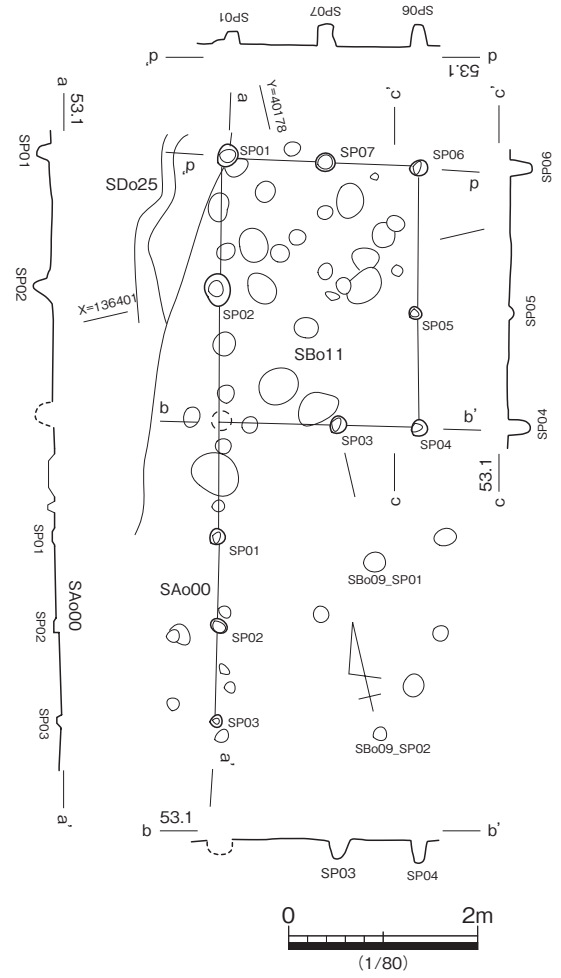 SP01
SP07
SP06
d'
d
53.1
a
53.1
SP01
SP02
SP01
SAo00
SP02
SP03
a'
a
Y=40178
c'
c'
SP01
SP07
SP06
d'
d
SDo25
SP06
X=136401
SP02
SP05
SP05
SBo11
b
b'
SP03
SP04
SP04
53.1
c
c
SP01
SBo09_SP01
SAo00
SP02
SP03
SBo09_SP02
a'
b
53.1
b'
SP03
SP04
0
2m
(1/80)